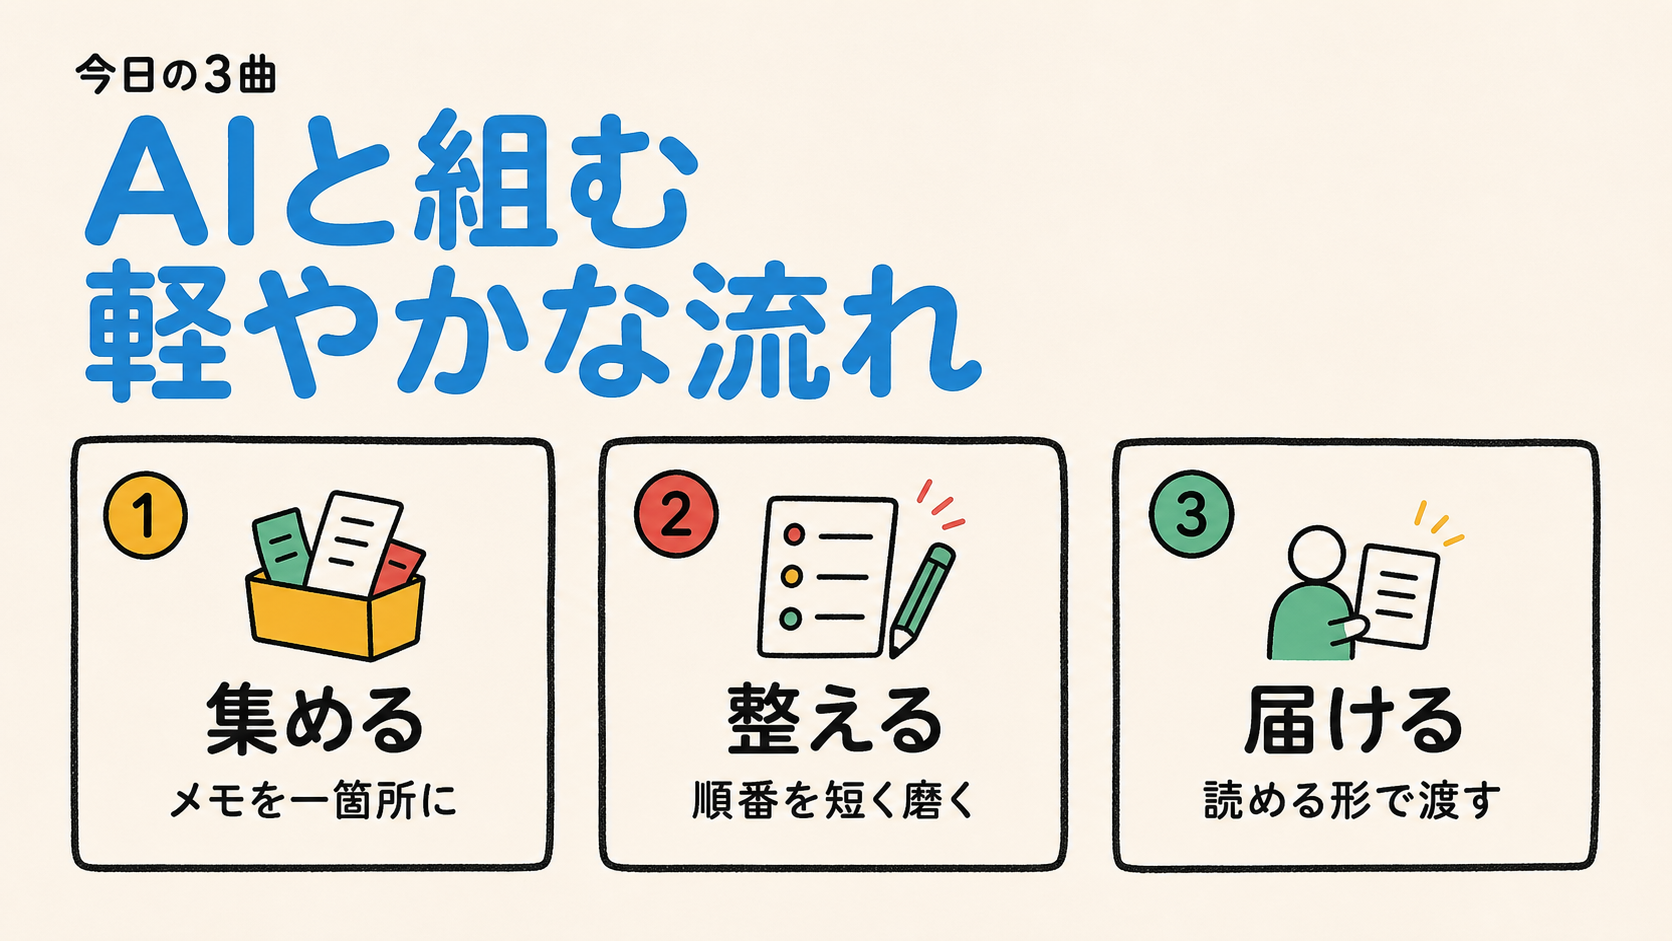 今日の3曲
AIと組む
軽やかな流れ
1
集める
メモを一箇所に
2
整える
順番を短く磨く
3
届ける
読める形で渡す